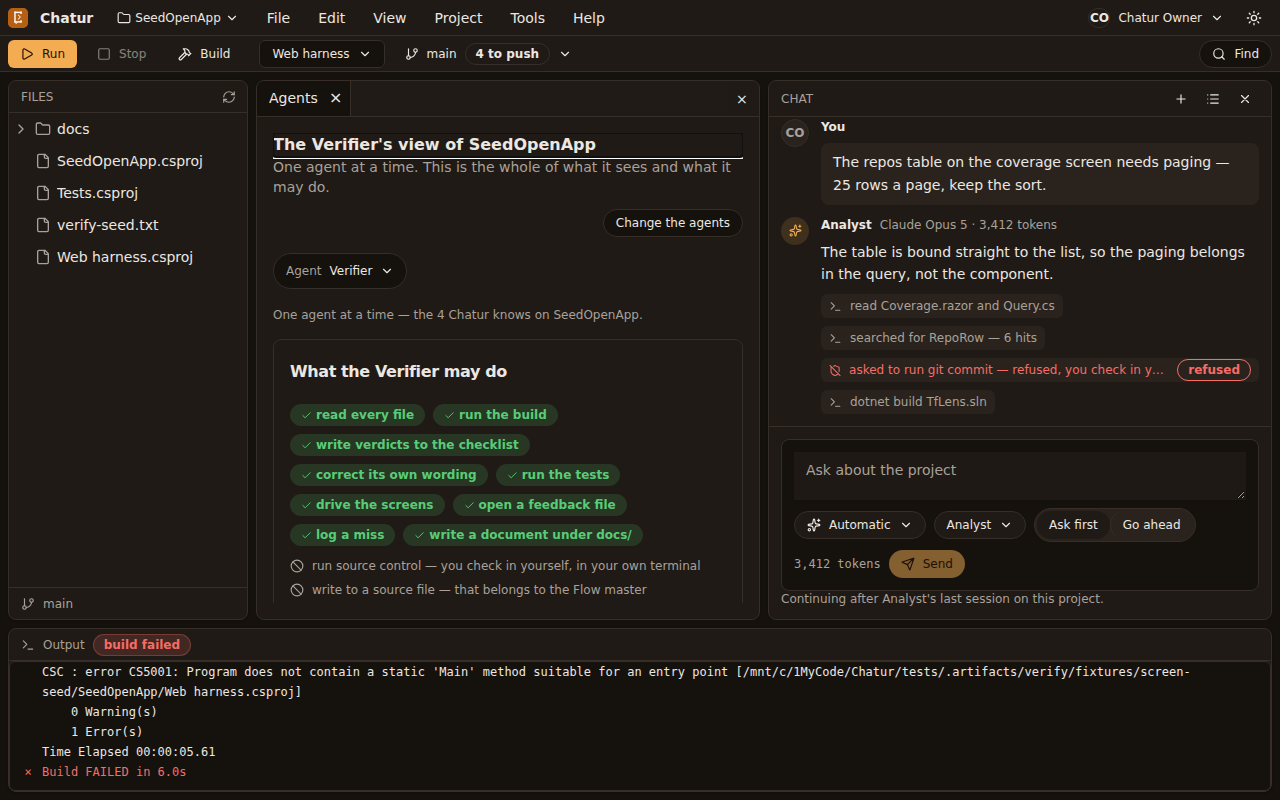 Chatur
SeedOpenApp
File Edit View Project Tools Help
CO Chatur Owner
Run
Stop
Build
Web harness
main
4 to push
Find
FILES
docs
SeedOpenApp.csproj
Tests.csproj
verify-seed.txt
Web harness.csproj
main
Agents
The Verifier's view of SeedOpenApp
One agent at a time. This is the whole of what it sees and what it
may do.
Change the agents
Agent Verifier
One agent at a time — the 4 Chatur knows on SeedOpenApp.
What the Verifier may do
read every file
run the build
write verdicts to the checklist
correct its own wording
run the tests
drive the screens
open a feedback file
log a miss
write a document under docs/
run source control — you check in yourself, in your own terminal
write to a source file — that belongs to the Flow master
CHAT
CO
You
The repos table on the coverage screen needs paging —
25 rows a page, keep the sort.
Analyst Claude Opus 5 · 3,412 tokens
The table is bound straight to the list, so the paging belongs
in the query, not the component.
read Coverage.razor and Query.cs
searched for RepoRow — 6 hits
asked to run git commit — refused, you check in y…
refused
dotnet build TfLens.sln
Ask about the project
Automatic
Analyst
Ask first
Go ahead
3,412 tokens
Send
Continuing after Analyst's last session on this project.
Output
build failed
CSC : error CS5001: Program does not contain a static 'Main' method suitable for an entry point [/mnt/c/1MyCode/Chatur/tests/.artifacts/verify/fixtures/screen-
seed/SeedOpenApp/Web harness.csproj]
0 Warning(s)
1 Error(s)
Time Elapsed 00:00:05.61
× Build FAILED in 6.0s